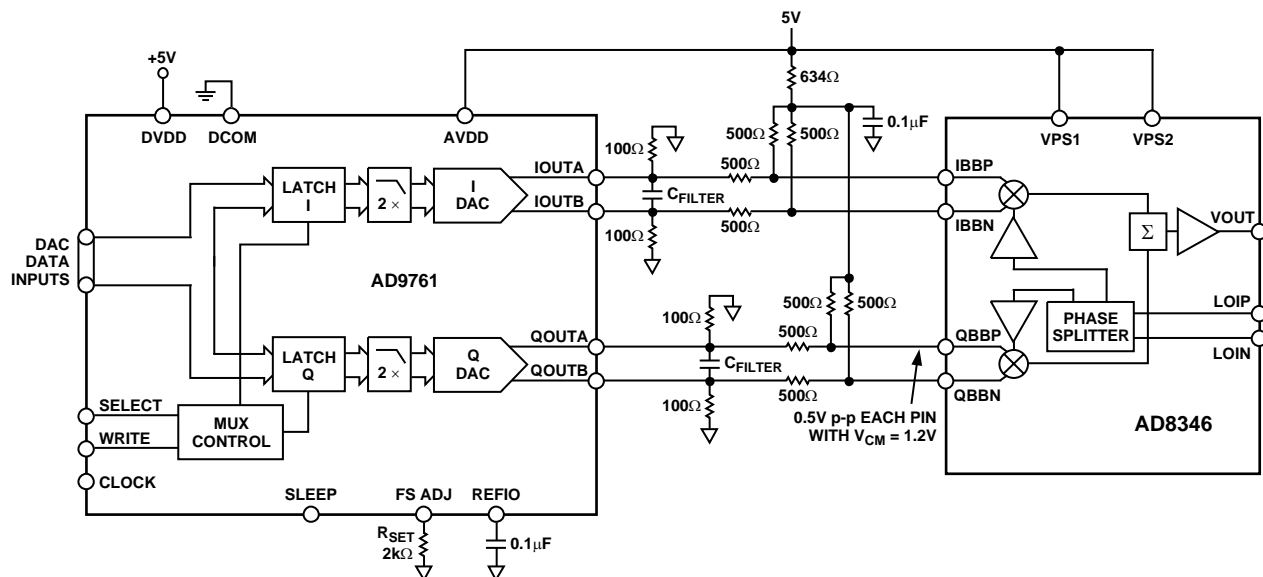 5V
+5V
634Ω
DVDD
DCOM
AVDD
500Ω
500Ω
0.1μF
VPS1
VPS2
100Ω
IOUTA
500Ω
IBBP
LATCH
I
2 ×
I
DAC
CFILTER
IOUTB
500Ω
IBBN
100Ω
VOUT
Σ
DAC
DATA
INPUTS
AD9761
500Ω
500Ω
100Ω
PHASE
SPLITTER
LOIP
LOIN
QOUTA
500Ω
QBBP
LATCH
Q
2 ×
Q
DAC
CFILTER
QOUTB
500Ω
QBBN
100Ω
SELECT
MUX
CONTROL
WRITE
0.5V p-p EACH PIN
WITH VCM = 1.2V
AD8346
CLOCK
SLEEP
FS ADJ
REFIO
RSET
2kΩ
0.1μF